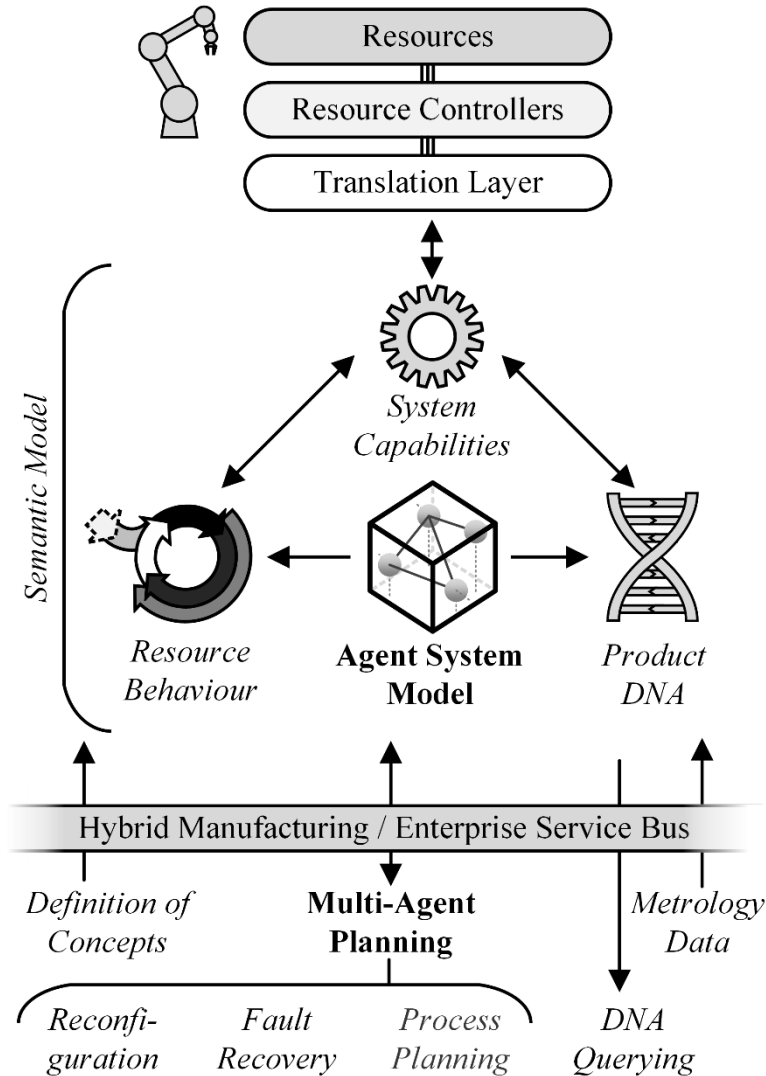 Resources
Resource Controllers
Translation Layer
Semantic Model
System
Capabilities
Resource
Behaviour
Agent System
Model
Product
DNA
Hybrid Manufacturing / Enterprise Service Bus
Definition of
Concepts
Multi-Agent
Planning
Metrology
Data
Reconfi-
guration
Fault
Recovery
Process
Planning
DNA
Querying